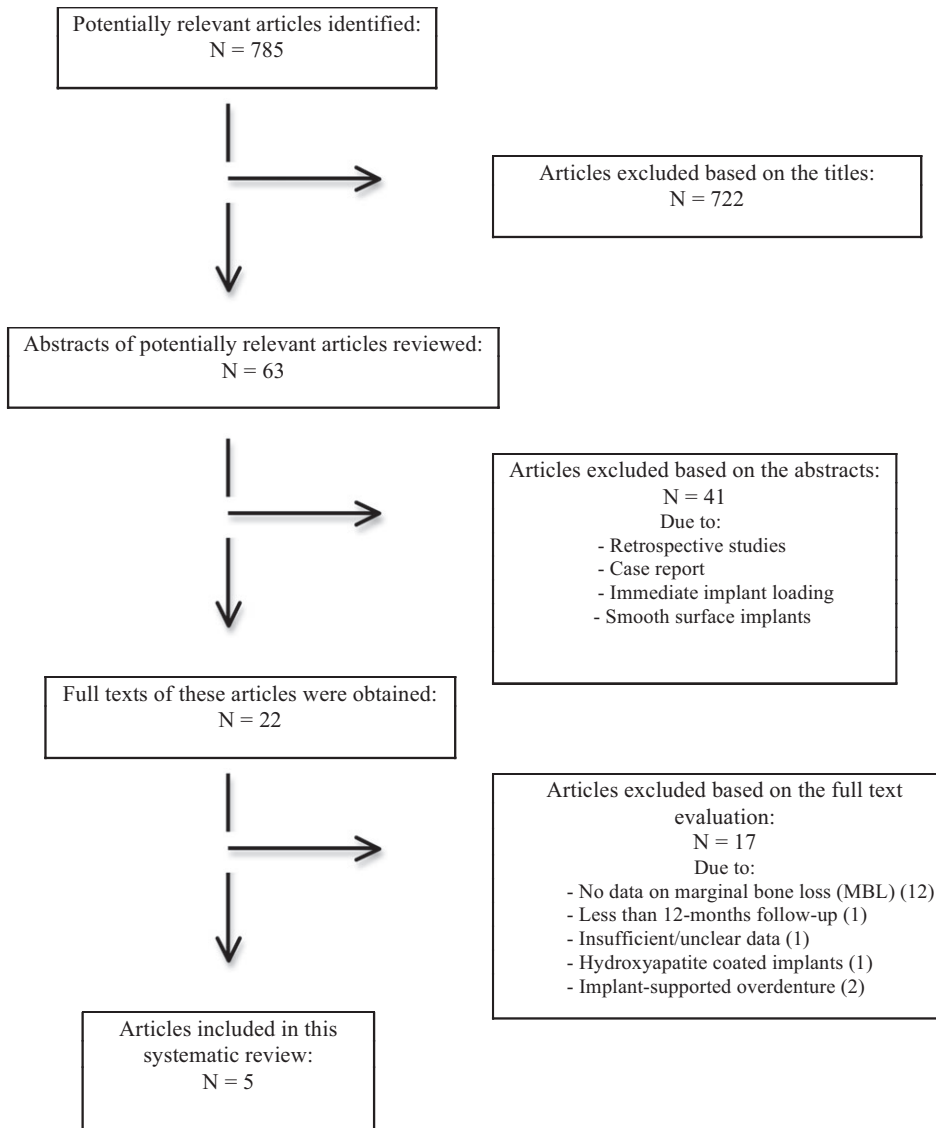 Potentially relevant articles identified:
N = 785
Articles excluded based on the titles:
N = 722
Abstracts of potentially relevant articles reviewed:
N = 63
Articles excluded based on the abstracts:
N = 41
Due to:
- Retrospective studies
- Case report
- Immediate implant loading
- Smooth surface implants
Full texts of these articles were obtained:
N = 22
Articles excluded based on the full text
evaluation:
N = 17
Due to:
- No data on marginal bone loss (MBL) (12)
- Less than 12-months follow-up (1)
- Insufficient/unclear data (1)
- Hydroxyapatite coated implants (1)
- Implant-supported overdenture (2)
Articles included in this
systematic review:
N = 5